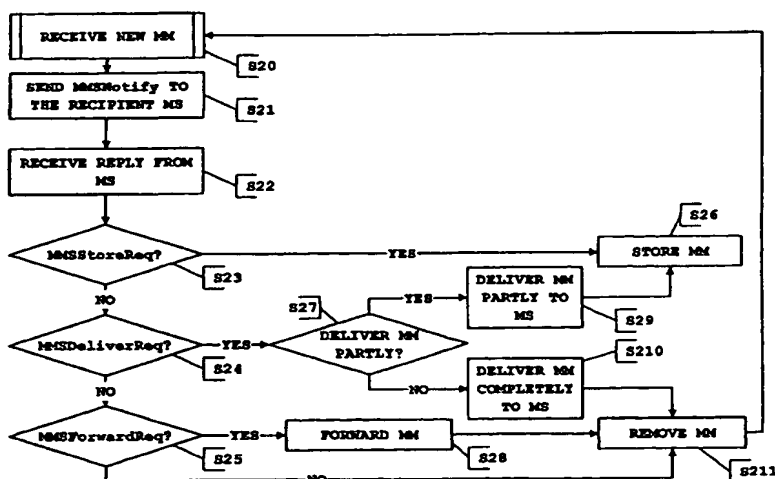 RECEIVE NEW MM
S20
SEND MMSNotify TO
THE RECIPIENT MS
S21
RECEIVE REPLY FROM
MS
S22
S26
MMSStoreReq?
YES
STORE MM
S23
NO
S27
YES
DELIVER MM
PARTLY TO
MS
S29
MMSDeliverReq?
YES
DELIVER MM
PARTLY?
S24
S210
NO
DELIVER MM
COMPLETELY
TO MS
NO
MMSForwardReq?
YES
FORWARD MM
REMOVE MM
S25
S28
S211
NO